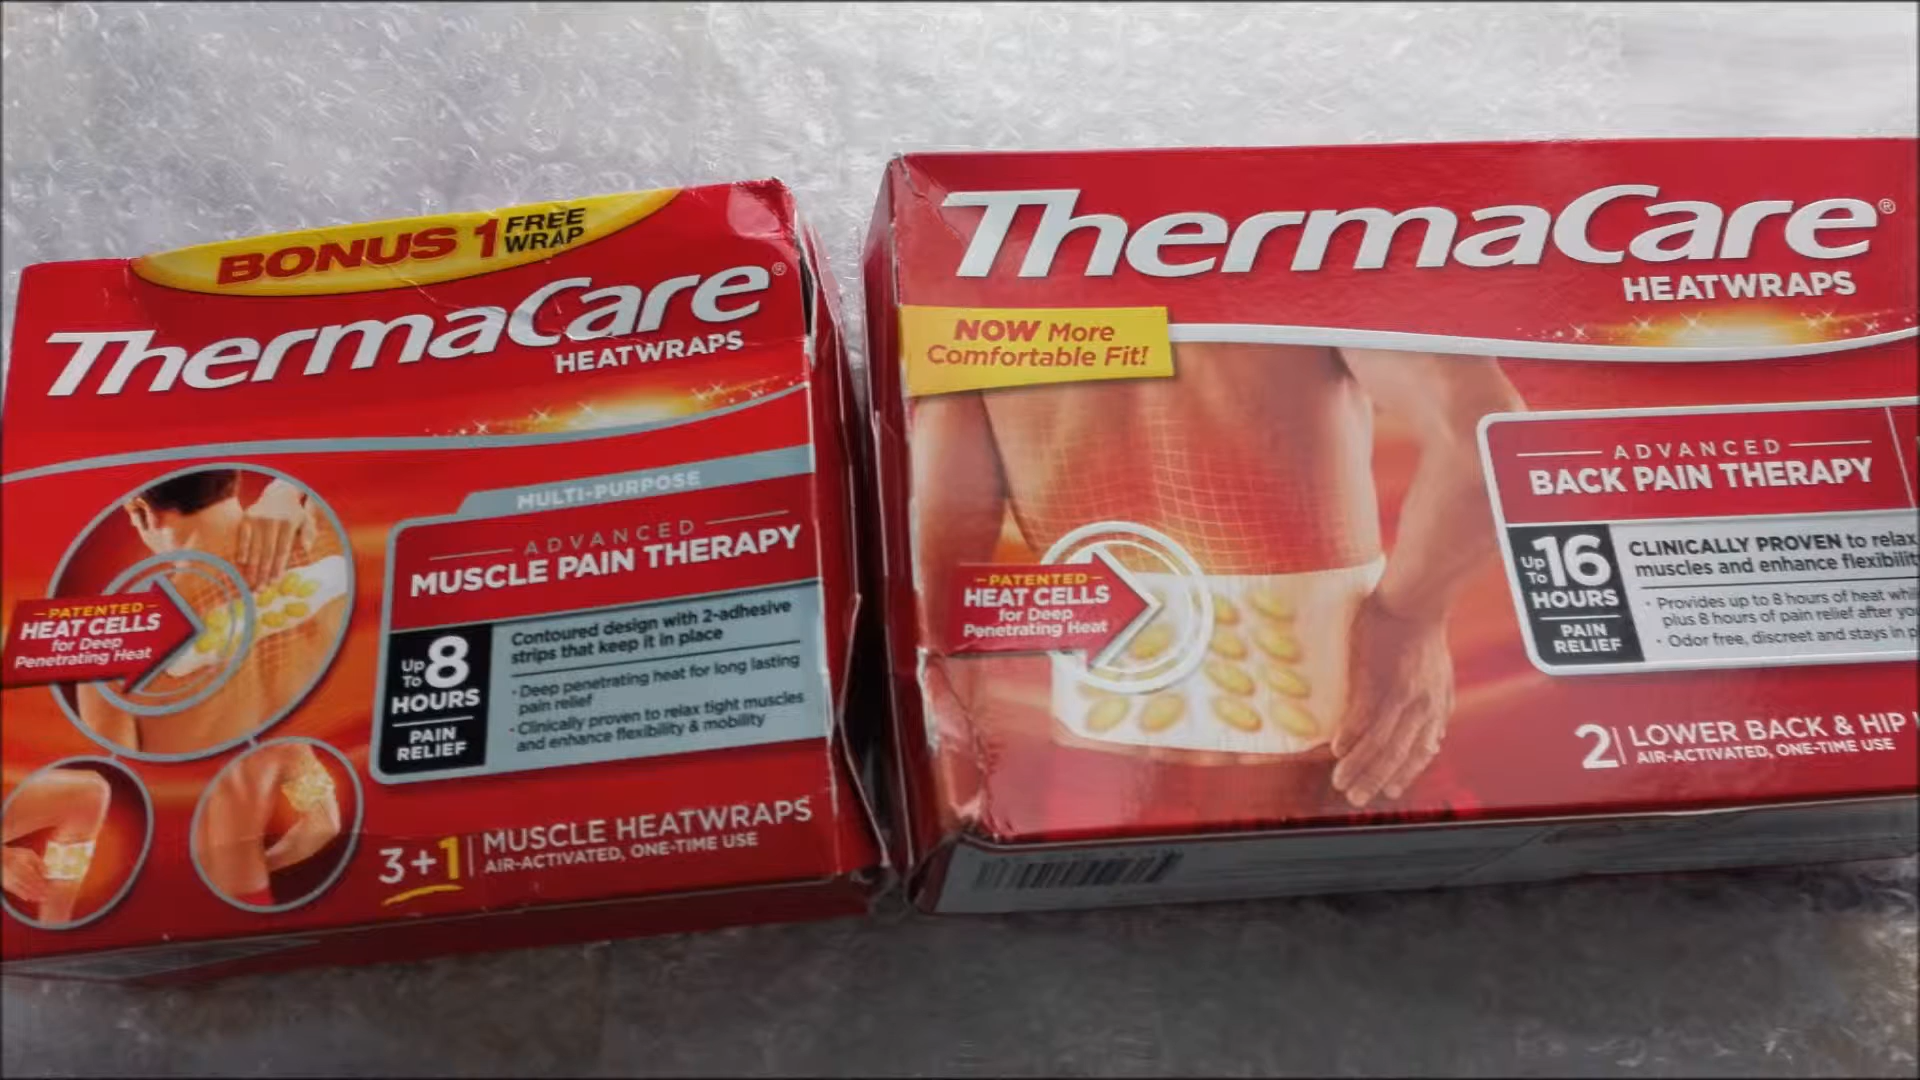 BONUS 1 FREE WRAP
ThermaCare®
HEATWRAPS
MULTI-PURPOSE
ADVANCED
MUSCLE PAIN THERAPY
PATENTED
HEAT CELLS
for Deep
Penetrating Heat
Up To 8
HOURS
PAIN
RELIEF
Contoured design with 2-adhesive
strips that keep it in place
• Deep penetrating heat for long lasting
pain relief
• Clinically proven to relax tight muscles
and enhance flexibility & mobility
3+1 MUSCLE HEATWRAPS
AIR-ACTIVATED, ONE-TIME USE
ThermaCare®
HEATWRAPS
NOW More
Comfortable Fit!
ADVANCED
BACK PAIN THERAPY
PATENTED
HEAT CELLS
for Deep
Penetrating Heat
Up To 16
HOURS
PAIN
RELIEF
CLINICALLY PROVEN to relax
muscles and enhance
• Provides up to 8 hours of heat
plus 8 hours of pain relief after
• Odor free, discreet and stays in
2 LOWER BACK & HIP
AIR-ACTIVATED, ONE-TIME USE